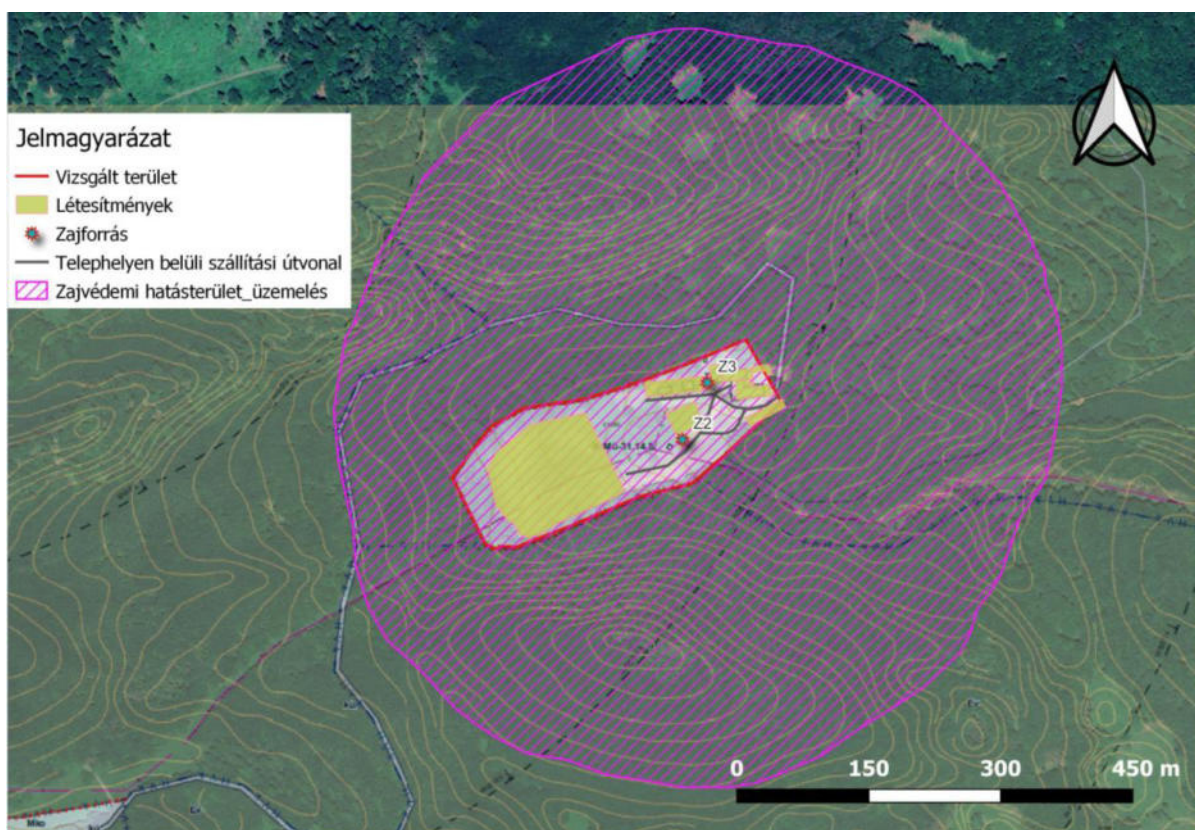 Jelmagyarázat
Vizsgált terület
Létesítmények
Zajforrás
Telephelyen belüli szállítási útvonal
Zajvédemi hatásterület_üzemelés
Z3
Z2
0 150 300 450 m